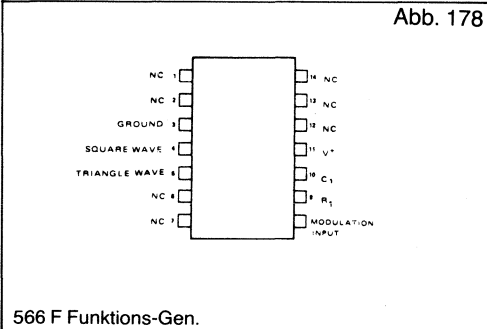 Abb. 178
NC 1
NC 2
GROUND 3
SQUARE WAVE 4
TRIANGLE WAVE 5
NC 6
NC 7
14 NC
13 NC
12 NC
11 V+
10 C1
9 R1
MODULATION
INPUT
566 F Funktions-Gen.